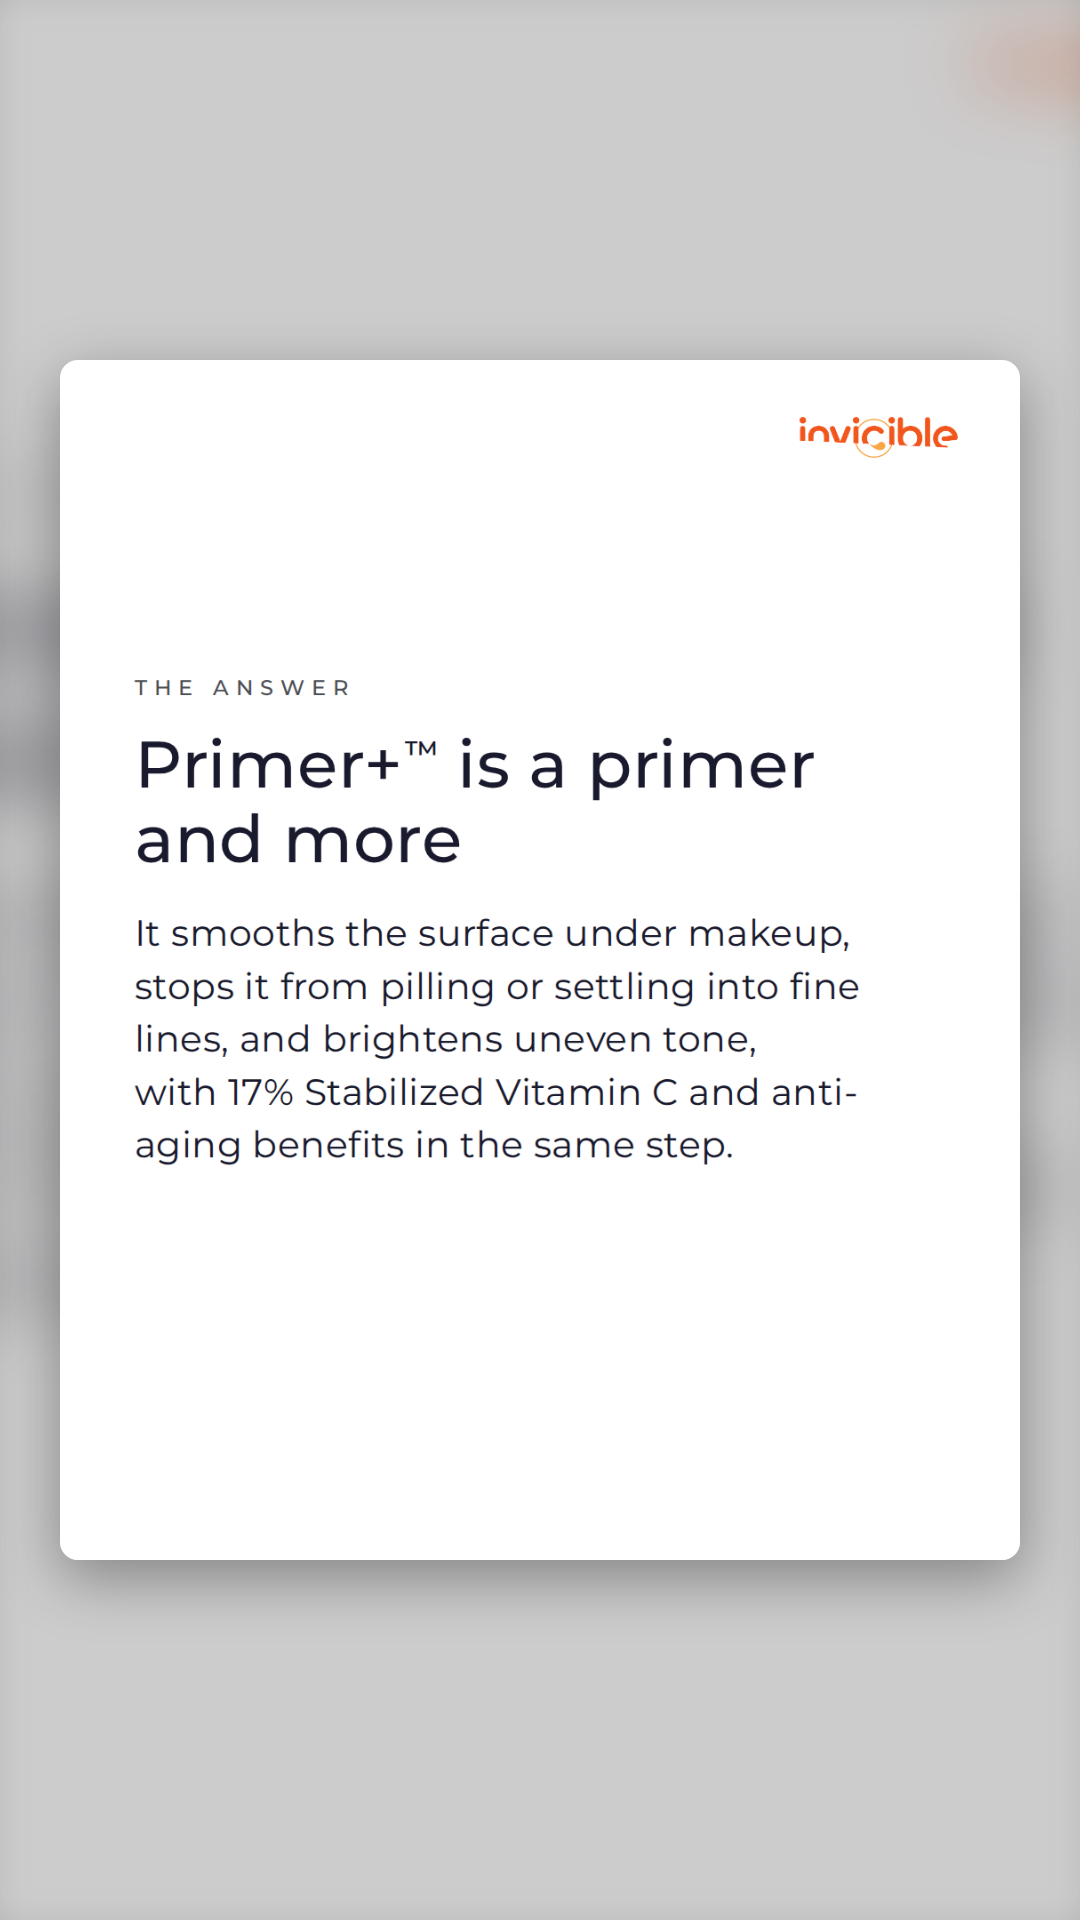 invicible
THE ANSWER
Primer+™ is a primer
and more
It smooths the surface under makeup,
stops it from pilling or settling into fine
lines, and brightens uneven tone,
with 17% Stabilized Vitamin C and anti-
aging benefits in the same step.